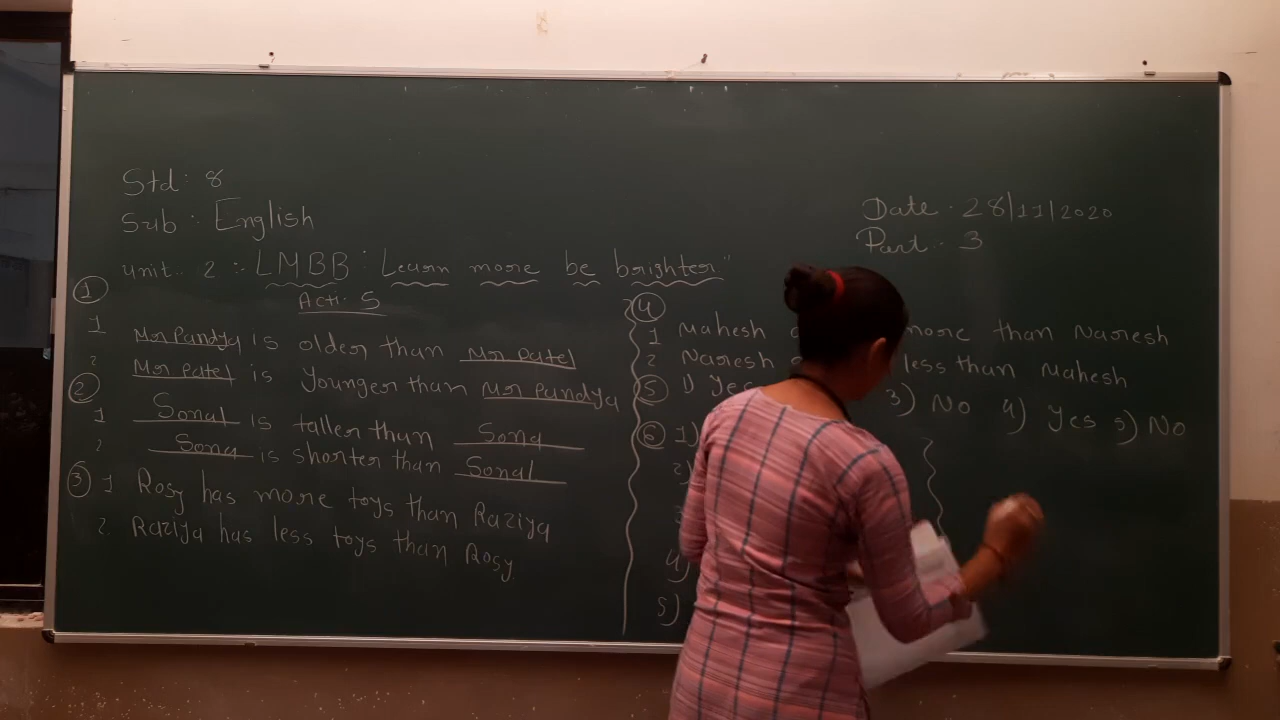 Std : 8
Sub : English
Unit : 2 : LMBB : Learn more be brighter"
Date : 28/11/2020
Part : 3
Acti : 5
①
1 Mr Pandya is older than Mr Patel
2 Mr Patel is Younger than Mr Pandya
②
1 Sonal is taller than Sona
2 Sona is shorter than Sonal
③ 1 Rosy has more toys than Raziya
2 Raziya has less toys than Rosy
④
1 Mahesh more than Naresh
2 Naresh less than Mahesh
⑤ 1) Yes 3) No 4) Yes 5) No
⑥ 1)
2)
3
4)
5)